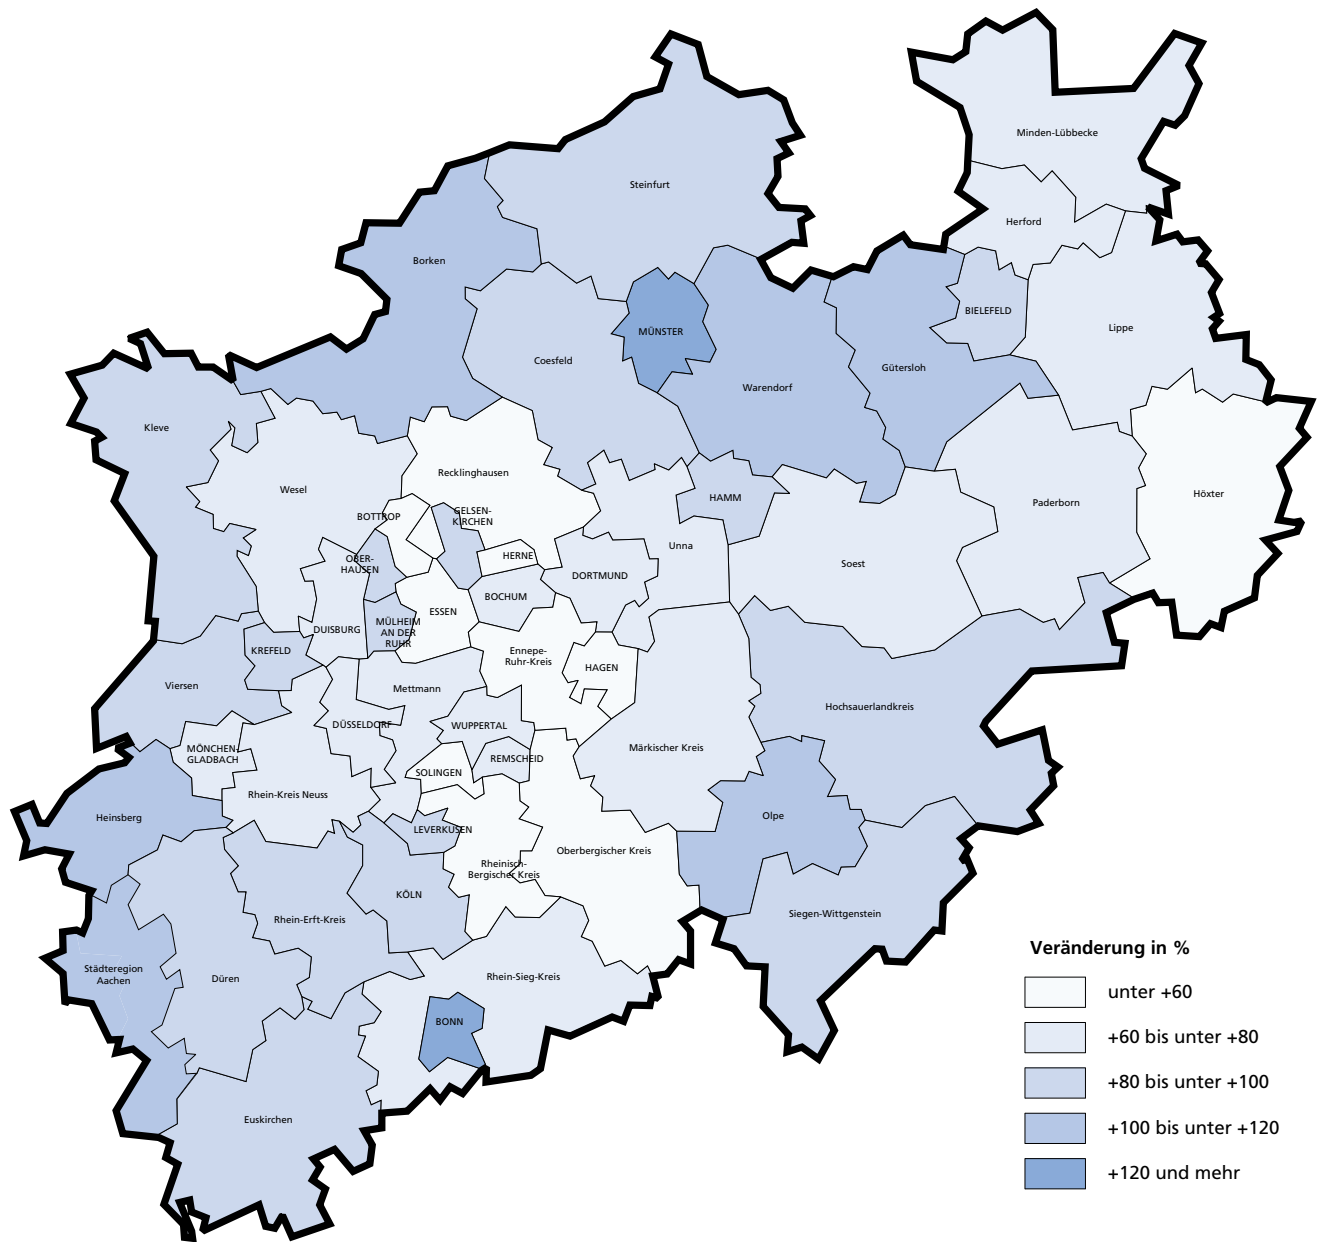 Minden-Lübbecke
Steinfurt
Herford
Borken
BIELEFELD
Lippe
MÜNSTER
Coesfeld
Gütersloh
Warendorf
Kleve
Recklinghausen
Wesel
Höxter
HAMM
Paderborn
BOTTROP
GELSEN-
KIRCHEN
Unna
HERNE
Soest
OBER-
HAUSEN
DORTMUND
BOCHUM
ESSEN
MÜLHEIM
AN DER
RUHR
DUISBURG
KREFELD
Ennepe-
Ruhr-Kreis
HAGEN
Viersen
Mettmann
Hochsauerlandkreis
DÜSSELDORF
WUPPERTAL
Märkischer Kreis
MÖNCHEN-
GLADBACH
REMSCHEID
SOLINGEN
Rhein-Kreis Neuss
Heinsberg
Olpe
LEVERKUSEN
Oberbergischer Kreis
Rheinisch-
Bergischer Kreis
KÖLN
Siegen-Wittgenstein
Rhein-Erft-Kreis
Städteregion
Aachen
Düren
Rhein-Sieg-Kreis
BONN
Euskirchen
Veränderung in %
unter +60
+60 bis unter +80
+80 bis unter +100
+100 bis unter +120
+120 und mehr